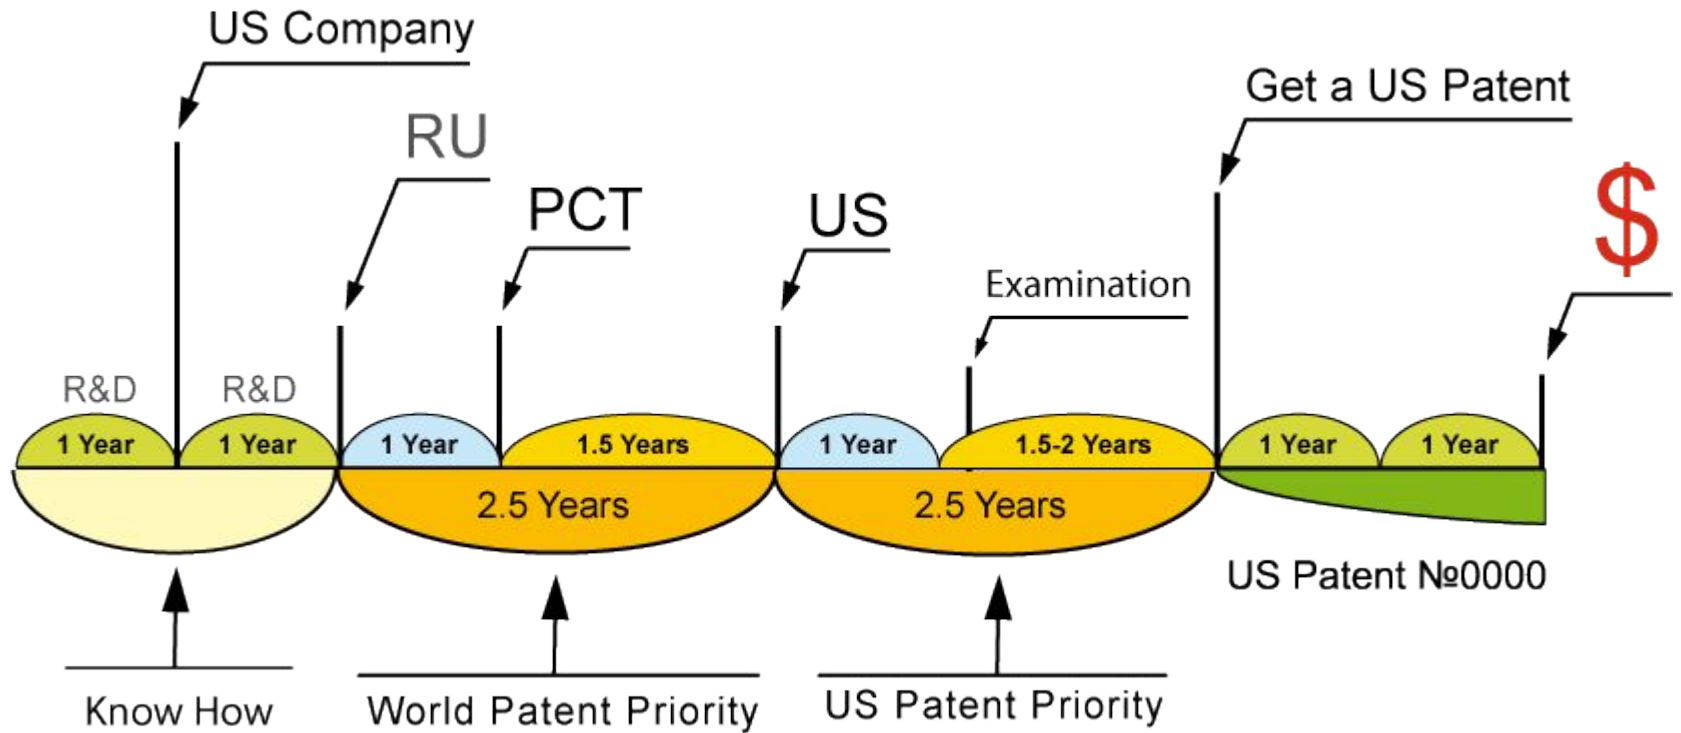 US Company
Get a US Patent
RU
$
PCT
US
Examination
R&D
R&D
1 Year
1 Year
1 Year
1.5 Years
1 Year
1.5-2 Years
1 Year
1 Year
2.5 Years
2.5 Years
US Patent №0000
Know How
World Patent Priority
US Patent Priority